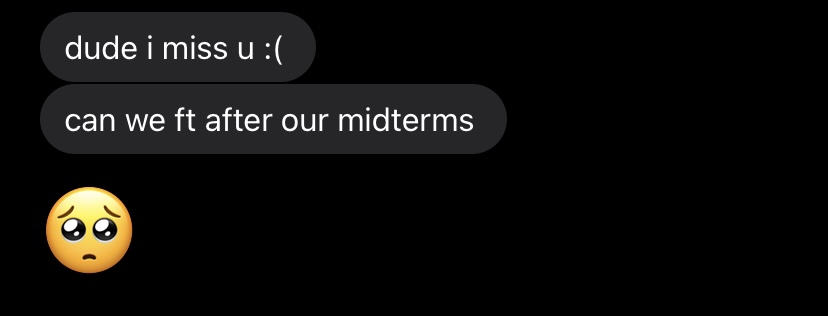 dude i miss u :(
can we ft after our midterms
🥺